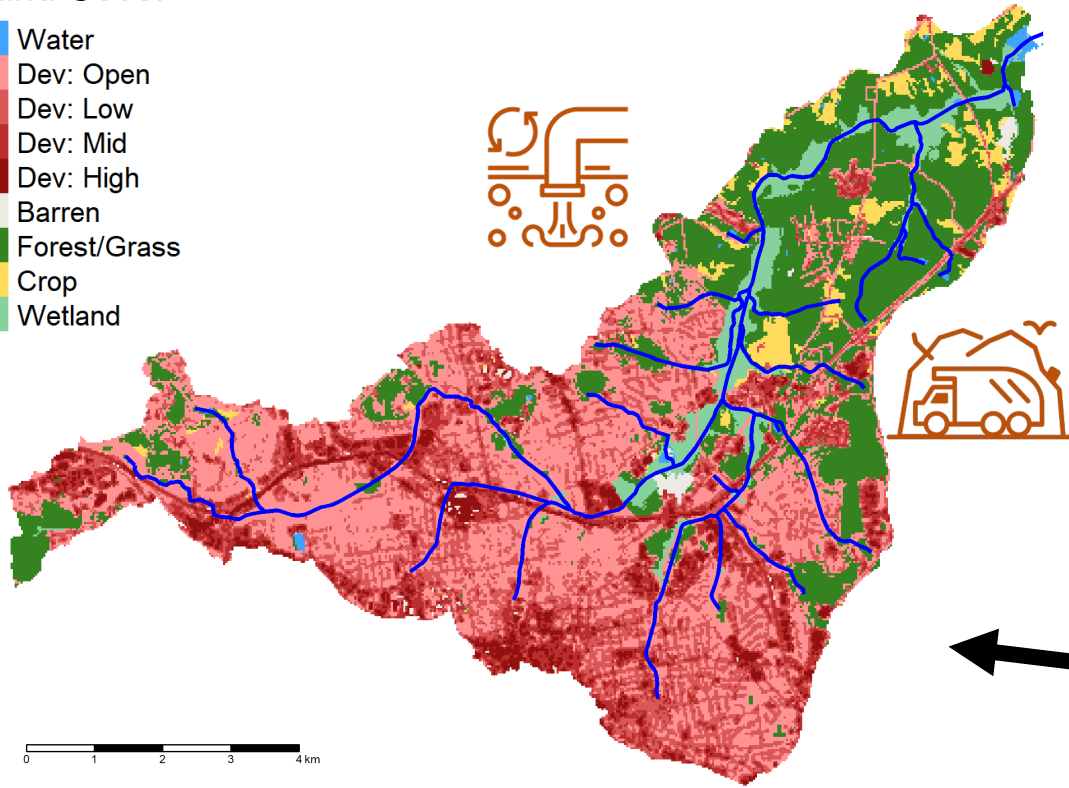 Water
Dev: Open
Dev: Low
Dev: Mid
Dev: High
Barren
Forest/Grass
Crop
Wetland
0 1 2 3 4 km